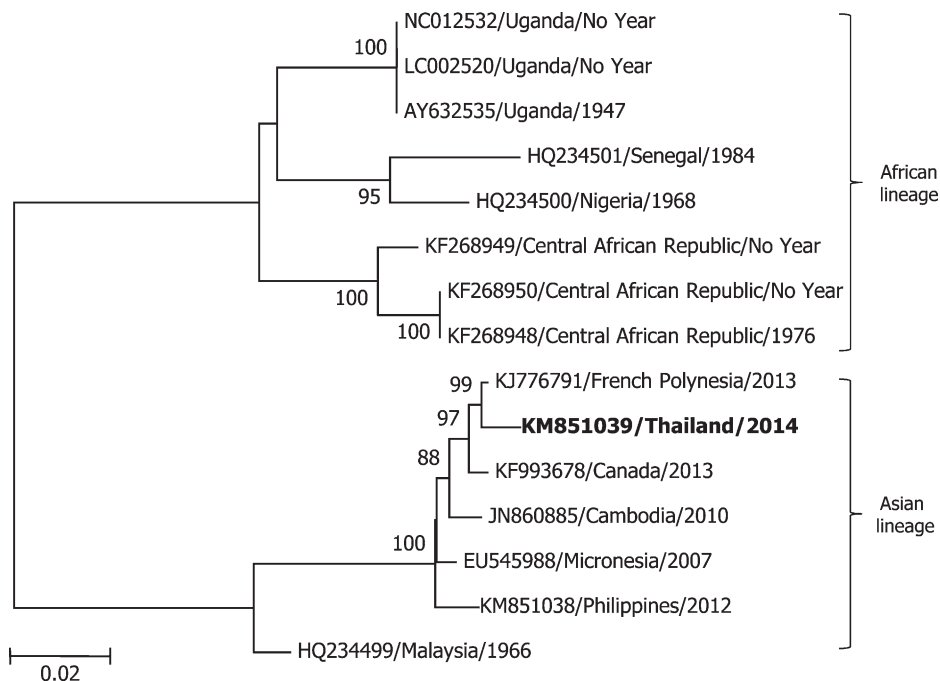 NC012532/Uganda/No Year
100
LC002520/Uganda/No Year
AY632535/Uganda/1947
HQ234501/Senegal/1984
95
HQ234500/Nigeria/1968
African
lineage
KF268949/Central African Republic/No Year
100
KF268950/Central African Republic/No Year
100
KF268948/Central African Republic/1976
99
KJ776791/French Polynesia/2013
97
KM851039/Thailand/2014
88
KF993678/Canada/2013
JN860885/Cambodia/2010
Asian
lineage
100
EU545988/Micronesia/2007
KM851038/Philippines/2012
HQ234499/Malaysia/1966
0.02